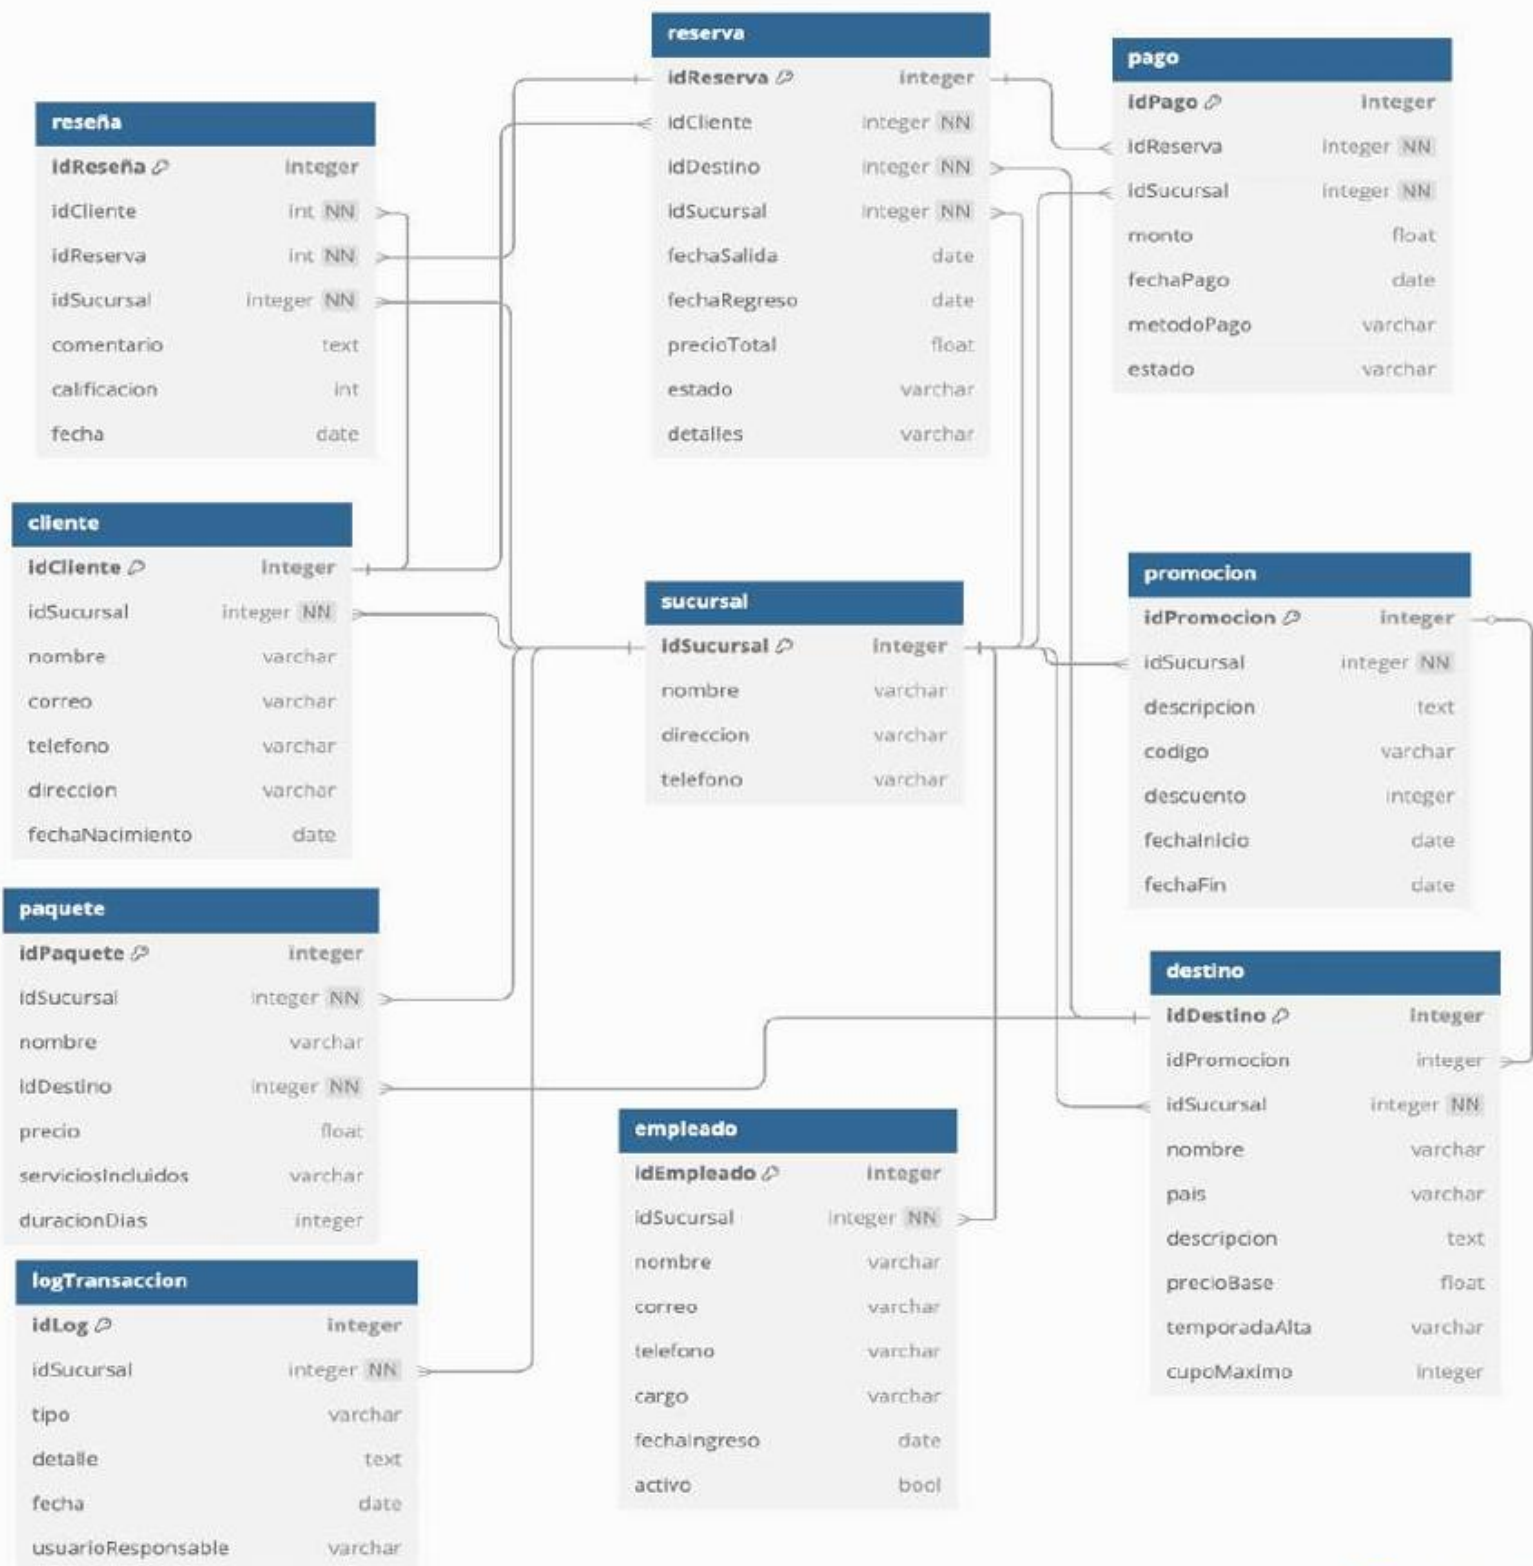 reserva
idReserva integer
idCliente integer NN
idDestino integer NN
idSucursal integer NN
fechaSalida date
fechaRegreso date
precioTotal float
estado varchar
detalles varchar
pago
idPago integer
idReserva integer NN
idSucursal integer NN
monto float
fechaPago date
metodoPago varchar
estado varchar
reseña
idReseña integer
idCliente int NN
idReserva int NN
idSucursal integer NN
comentario text
calificacion int
fecha date
cliente
idCliente integer
idSucursal integer NN
nombre varchar
correo varchar
telefono varchar
direccion varchar
fechaNacimiento date
sucursal
idSucursal integer
nombre varchar
direccion varchar
telefono varchar
promocion
idPromocion integer
idSucursal integer NN
descripcion text
codigo varchar
descuento integer
fechaInicio date
fechaFin date
paquete
idPaquete integer
idSucursal integer NN
nombre varchar
idDestino integer NN
precio float
serviciosIncluidos varchar
duracionDias integer
destino
idDestino integer
idPromocion integer
idSucursal integer NN
nombre varchar
pais varchar
descripcion text
precioBase float
temporadaAlta varchar
cupoMaximo integer
empleado
idEmpleado integer
idSucursal integer NN
nombre varchar
correo varchar
telefono varchar
cargo varchar
fechaIngreso date
activo bool
logTransaccion
idLog integer
idSucursal integer NN
tipo varchar
detalle text
fecha date
usuarioResponsable varchar